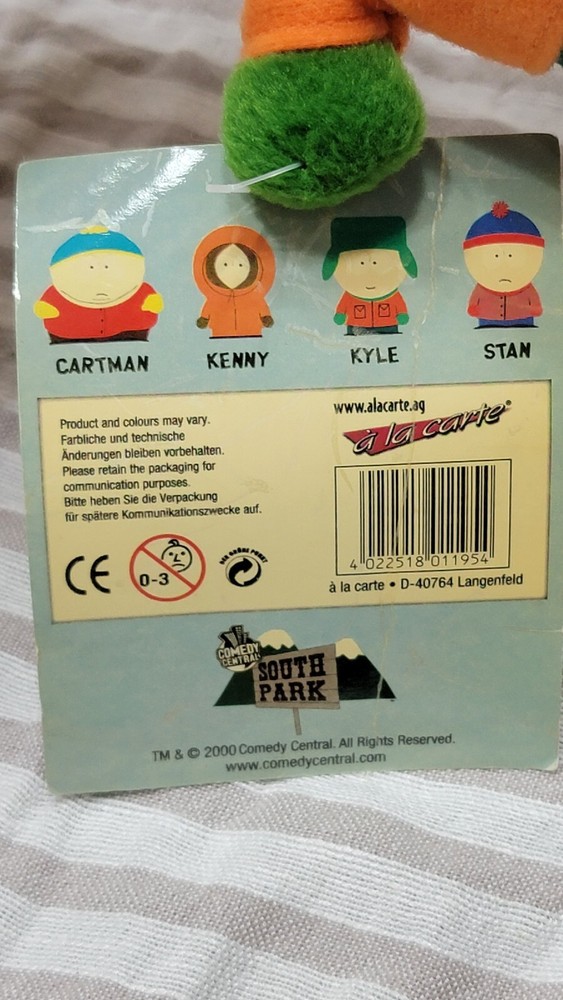 CARTMAN
KENNY
KYLE
STAN
Product and colours may vary.
Farbliche und technische
Änderungen bleiben vorbehalten.
Please retain the packaging for
communication purposes.
Bitte heben Sie die Verpackung
für spätere Kommunikationszwecke auf.
CE
0-3
DER GRÜNE PUNKT
www.alacarte.ag
à la carte®
4 022518 011954
à la carte • D-40764 Langenfeld
COMEDY
CENTRAL
SOUTH
PARK
TM & © 2000 Comedy Central. All Rights Reserved.
www.comedycentral.com